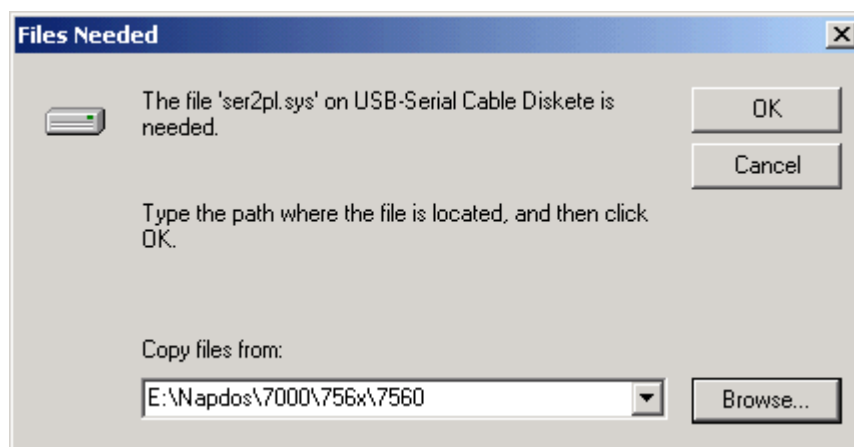 Files Needed
The file 'ser2pl.sys' on USB-Serial Cable Diskete is
needed.
OK
Cancel
Type the path where the file is located, and then click
OK.
Copy files from:
E:\Napdos\7000\756x\7560
Browse...